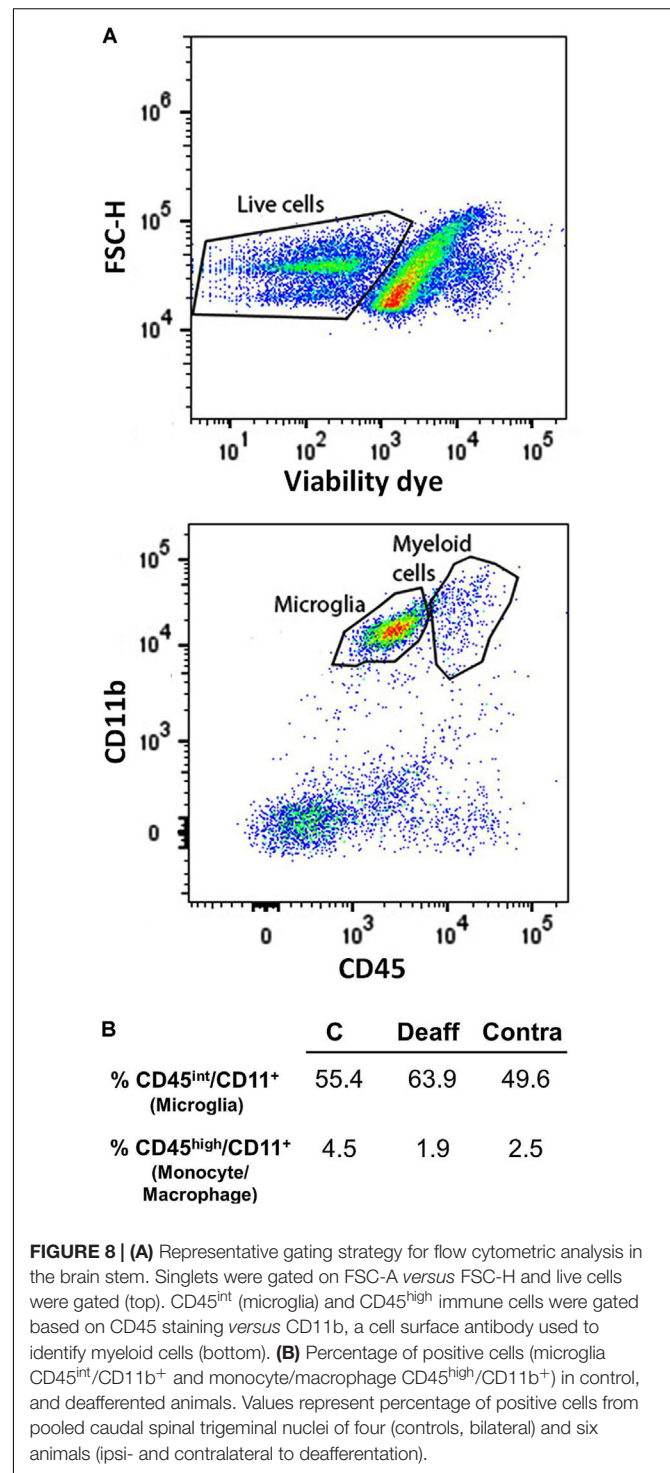 A
10⁶
10⁵
10⁴
FSC-H
Live cells
10¹ 10² 10³ 10⁴ 10⁵
Viability dye
10⁵
10⁴
10³
0
CD11b
Myeloid
cells
Microglia
0 10³ 10⁴ 10⁵
CD45
B C Deaff Contra
% CD45ⁱⁿᵗ/CD11⁺ 55.4 63.9 49.6
(Microglia)
% CD45ʰⁱᵍʰ/CD11⁺ 4.5 1.9 2.5
(Monocyte/
Macrophage)
FIGURE 8 | (A) Representative gating strategy for flow cytometric analysis in
the brain stem. Singlets were gated on FSC-A versus FSC-H and live cells
were gated (top). CD45ⁱⁿᵗ (microglia) and CD45ʰⁱᵍʰ immune cells were gated
based on CD45 staining versus CD11b, a cell surface antibody used to
identify myeloid cells (bottom). (B) Percentage of positive cells (microglia
CD45ⁱⁿᵗ/CD11b⁺ and monocyte/macrophage CD45ʰⁱᵍʰ/CD11b⁺) in control,
and deafferented animals. Values represent percentage of positive cells from
pooled caudal spinal trigeminal nuclei of four (controls, bilateral) and six
animals (ipsi- and contralateral to deafferentation).